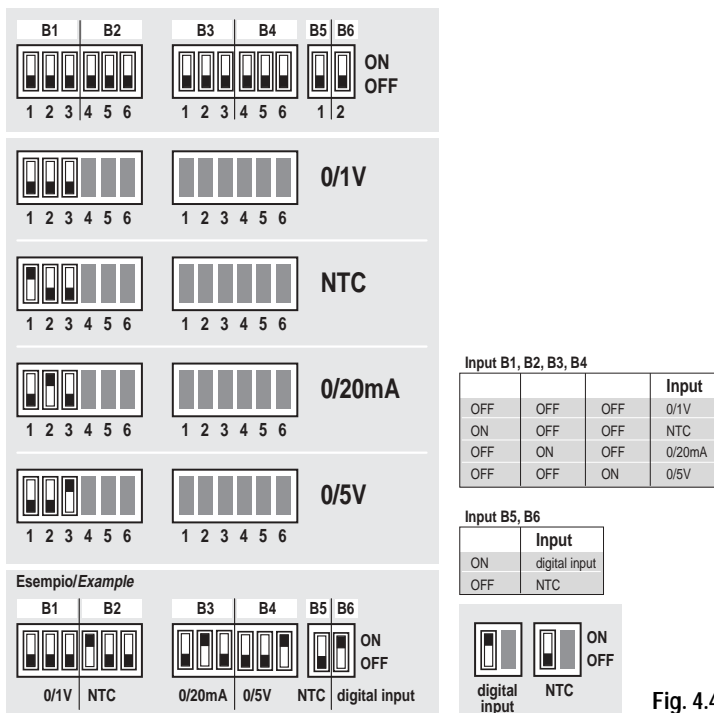 B1 B2 B3 B4 B5 B6
ON
OFF
1 2 3 4 5 6 1 2 3 4 5 6 1 2
0/1V
1 2 3 4 5 6 1 2 3 4 5 6
NTC
1 2 3 4 5 6 1 2 3 4 5 6
0/20mA
1 2 3 4 5 6 1 2 3 4 5 6
0/5V
1 2 3 4 5 6 1 2 3 4 5 6
Esempio/Example
B1 B2 B3 B4 B5 B6
ON
OFF
0/1V NTC 0/20mA 0/5V NTC digital input
Input B1, B2, B3, B4
Input
OFF OFF OFF 0/1V
ON OFF OFF NTC
OFF ON OFF 0/20mA
OFF OFF ON 0/5V
Input B5, B6
Input
ON digital input
OFF NTC
ON
OFF
digital input NTC
Fig. 4.4